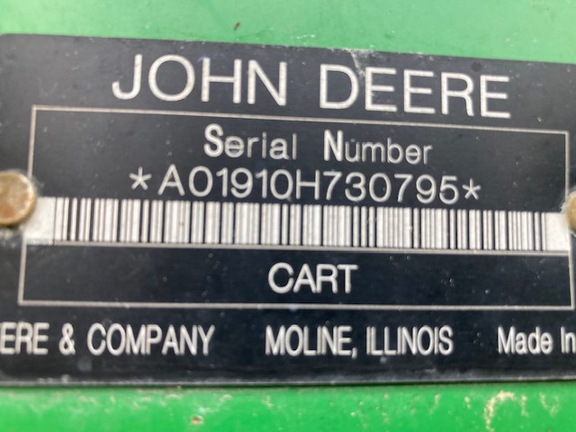 JOHN DEERE
Serial Number
*A01910H730795*
CART
ERE & COMPANY MOLINE, ILLINOIS Made In